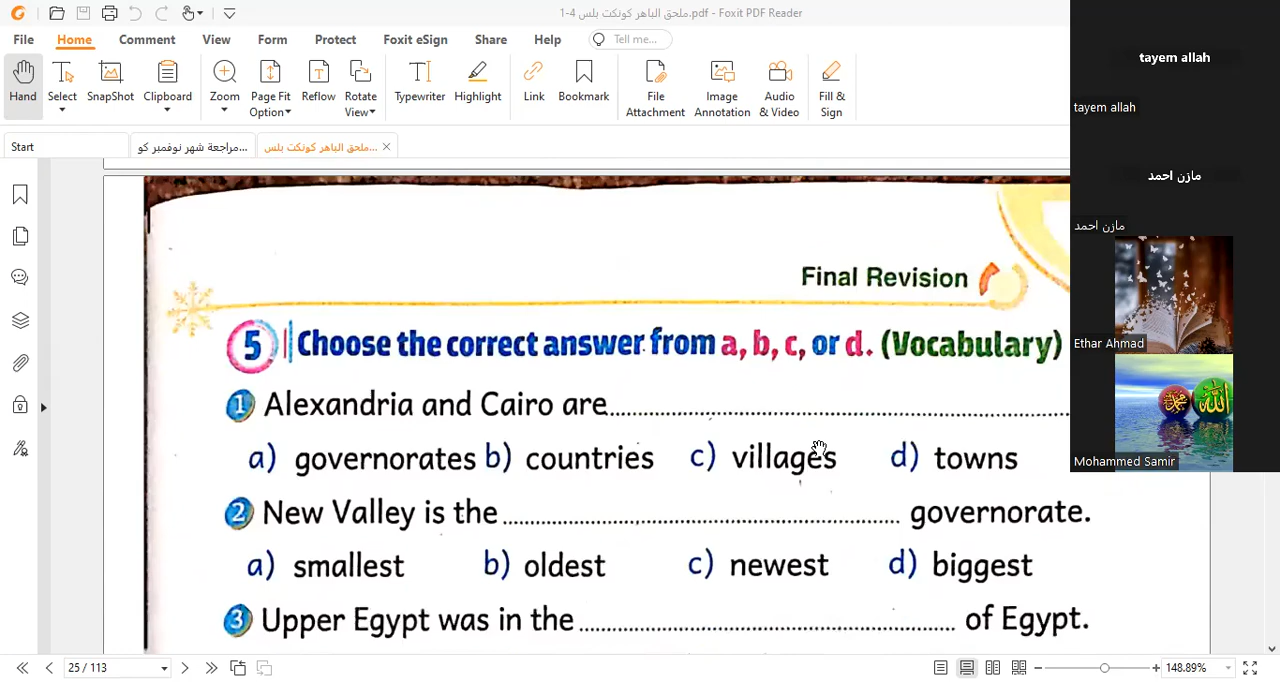 ملحق الباهر كونكت بلس 4-1.pdf - Foxit PDF Reader
File Home Comment View Form Protect Foxit eSign Share Help Tell me...
Hand Select SnapShot Clipboard Zoom Page Fit Option Reflow Rotate View Typewriter Highlight Link Bookmark File Attachment Image Annotation Audio & Video Fill & Sign
Start
مراجعة شهر نوفمبر كو...
ملحق الباهر كونكت بلس...
Final Revision
5 Choose the correct answer from a, b, c, or d. (Vocabulary)
1 Alexandria and Cairo are
a) governorates b) countries c) villages d) towns
2 New Valley is the governorate.
a) smallest b) oldest c) newest d) biggest
3 Upper Egypt was in the of Egypt.
25 / 113
148.89%
tayem allah
tayem allah
مازن احمد
مازن احمد
Ethar Ahmad
محمد
الله
Mohammed Samir